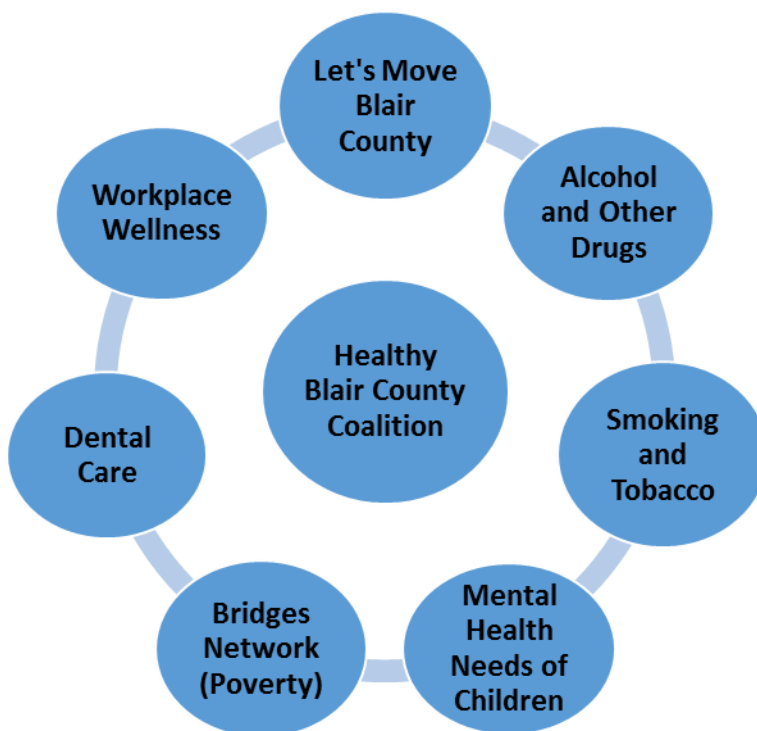 Let's Move
Blair
County
Alcohol
and Other
Drugs
Smoking
and
Tobacco
Mental
Health
Needs of
Children
Bridges
Network
(Poverty)
Dental
Care
Workplace
Wellness
Healthy
Blair County
Coalition